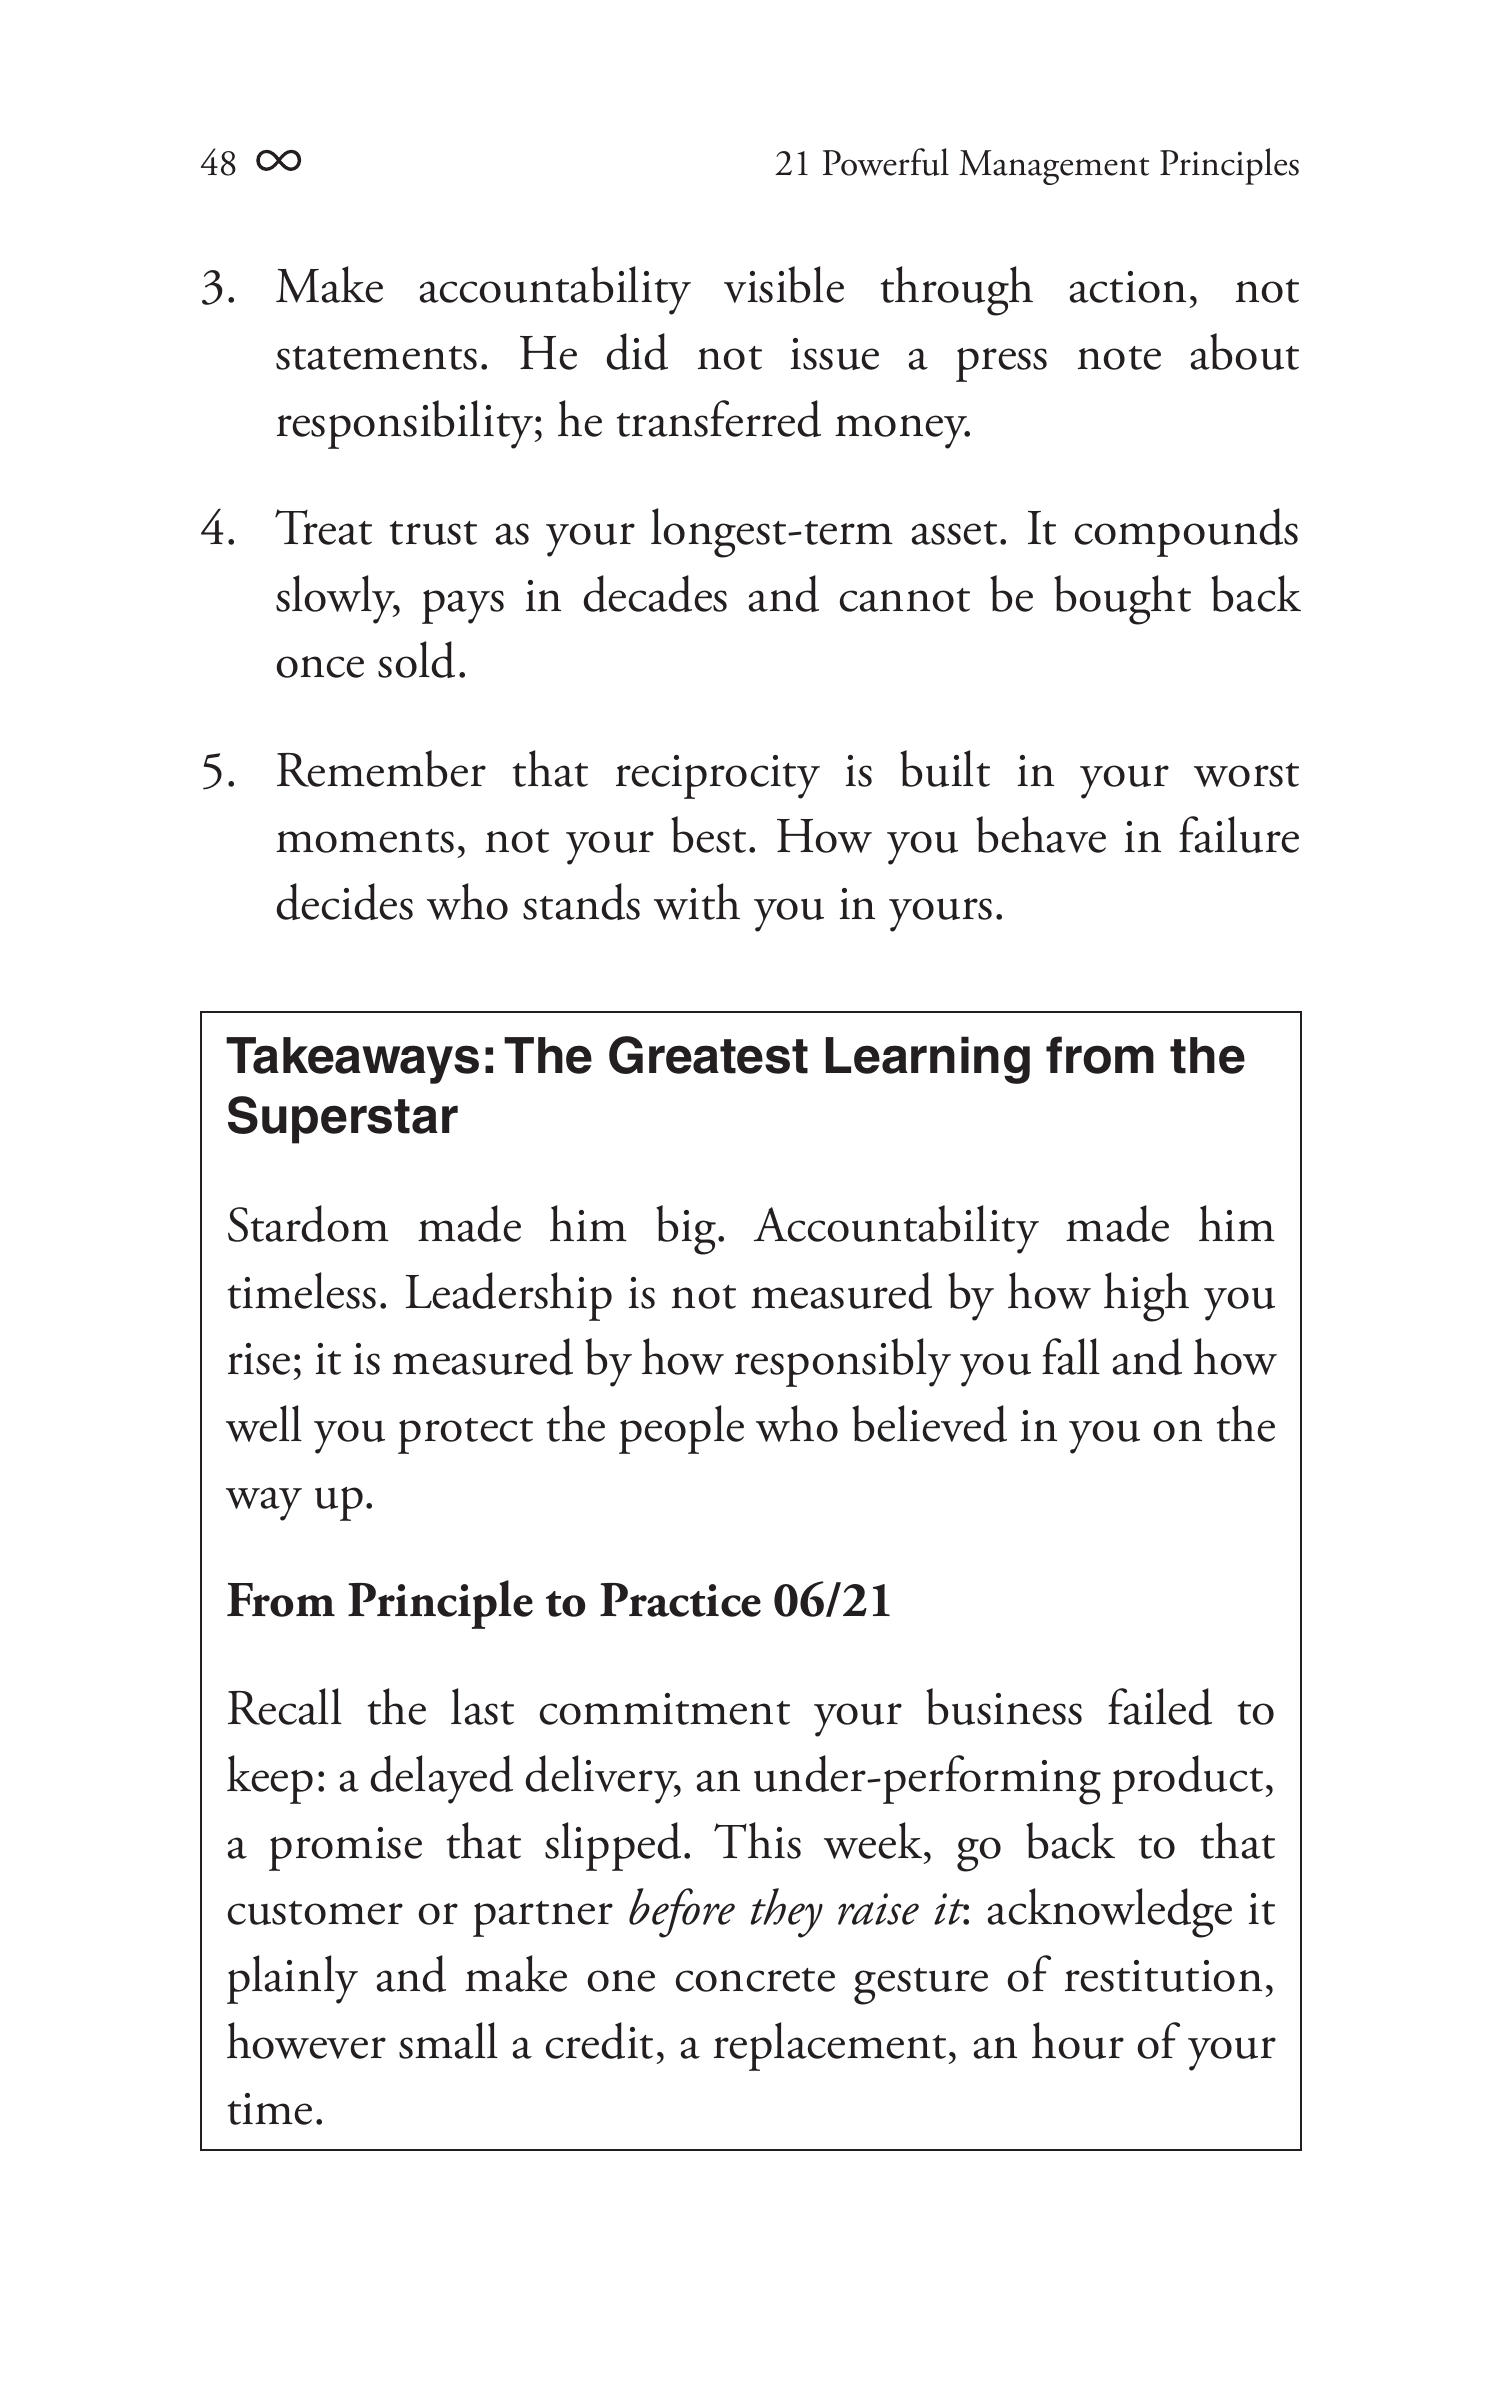 48 ∞ 21 Powerful Management Principles
3. Make accountability visible through action, not
statements. He did not issue a press note about
responsibility; he transferred money.
4. Treat trust as your longest-term asset. It compounds
slowly, pays in decades and cannot be bought back
once sold.
5. Remember that reciprocity is built in your worst
moments, not your best. How you behave in failure
decides who stands with you in yours.
Takeaways: The Greatest Learning from the
Superstar
Stardom made him big. Accountability made him
timeless. Leadership is not measured by how high you
rise; it is measured by how responsibly you fall and how
well you protect the people who believed in you on the
way up.
From Principle to Practice 06/21
Recall the last commitment your business failed to
keep: a delayed delivery, an under-performing product,
a promise that slipped. This week, go back to that
customer or partner before they raise it: acknowledge it
plainly and make one concrete gesture of restitution,
however small a credit, a replacement, an hour of your
time.